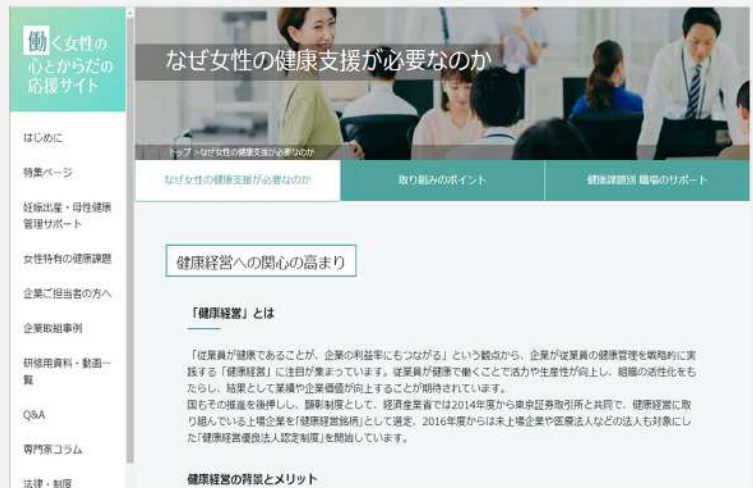 働く女性の
心とからだの
応援サイト
はじめに
特集ページ
妊娠出産・母性健康
管理サポート
女性特有の健康課題
企業ご担当者の方へ
企業取組事例
研修用資料・動画一
覧
Q&A
専門家コラム
法律・制度
なぜ女性の健康支援が必要なのか
トップ >なぜ女性の健康支援が必要なのか
なぜ女性の健康支援が必要なのか
取り組みのポイント
健康課題別 職場のサポート
健康経営への関心の高まり
「健康経営」とは
「従業員が健康であることが、企業の利益率にもつながる」という観点から、企業が従業員の健康管理を戦略的に実
践する「健康経営」に注目が集まっています。従業員が健康で働くことで活力や生産性が向上し、組織の活性化をも
たらし、結果として業績や企業価値が向上することが期待されています。
国もその推進を後押しし、顕彰制度として、経済産業省では2014年度から東京証券取引所と共同で、健康経営に取
り組んでいる上場企業を「健康経営銘柄」として選定、2016年度からは未上場企業や医療法人などの法人も対象にし
た「健康経営優良法人認定制度」を開始しています。
健康経営の背景とメリット